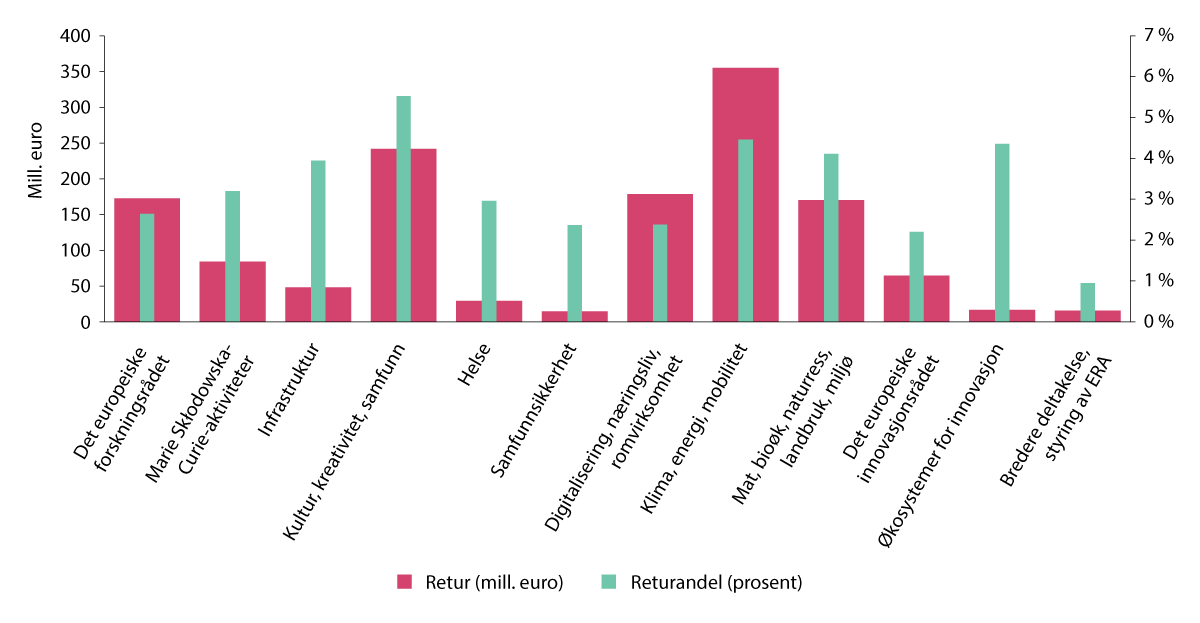 Mill. euro
400
350
300
250
200
150
100
50
0
7 %
6 %
5 %
4 %
3 %
2 %
1 %
0 %
Det europeiske
forskningsrådet
Marie Skłodowska-
Curie-aktiviteter
Infrastruktur
Kultur, kreativitet, samfunn
Helse
Samfunnsikkerhet
Digitalisering, næringsliv,
romvirksomhet
Klima, energi, mobilitet
Mat, bioøk, naturress,
landbruk, miljø
Det europeiske
innovasjonsrådet
Økosystemer for innovasjon
Bredere deltakelse,
styring av ERA
Retur (mill. euro)
Returandel (prosent)